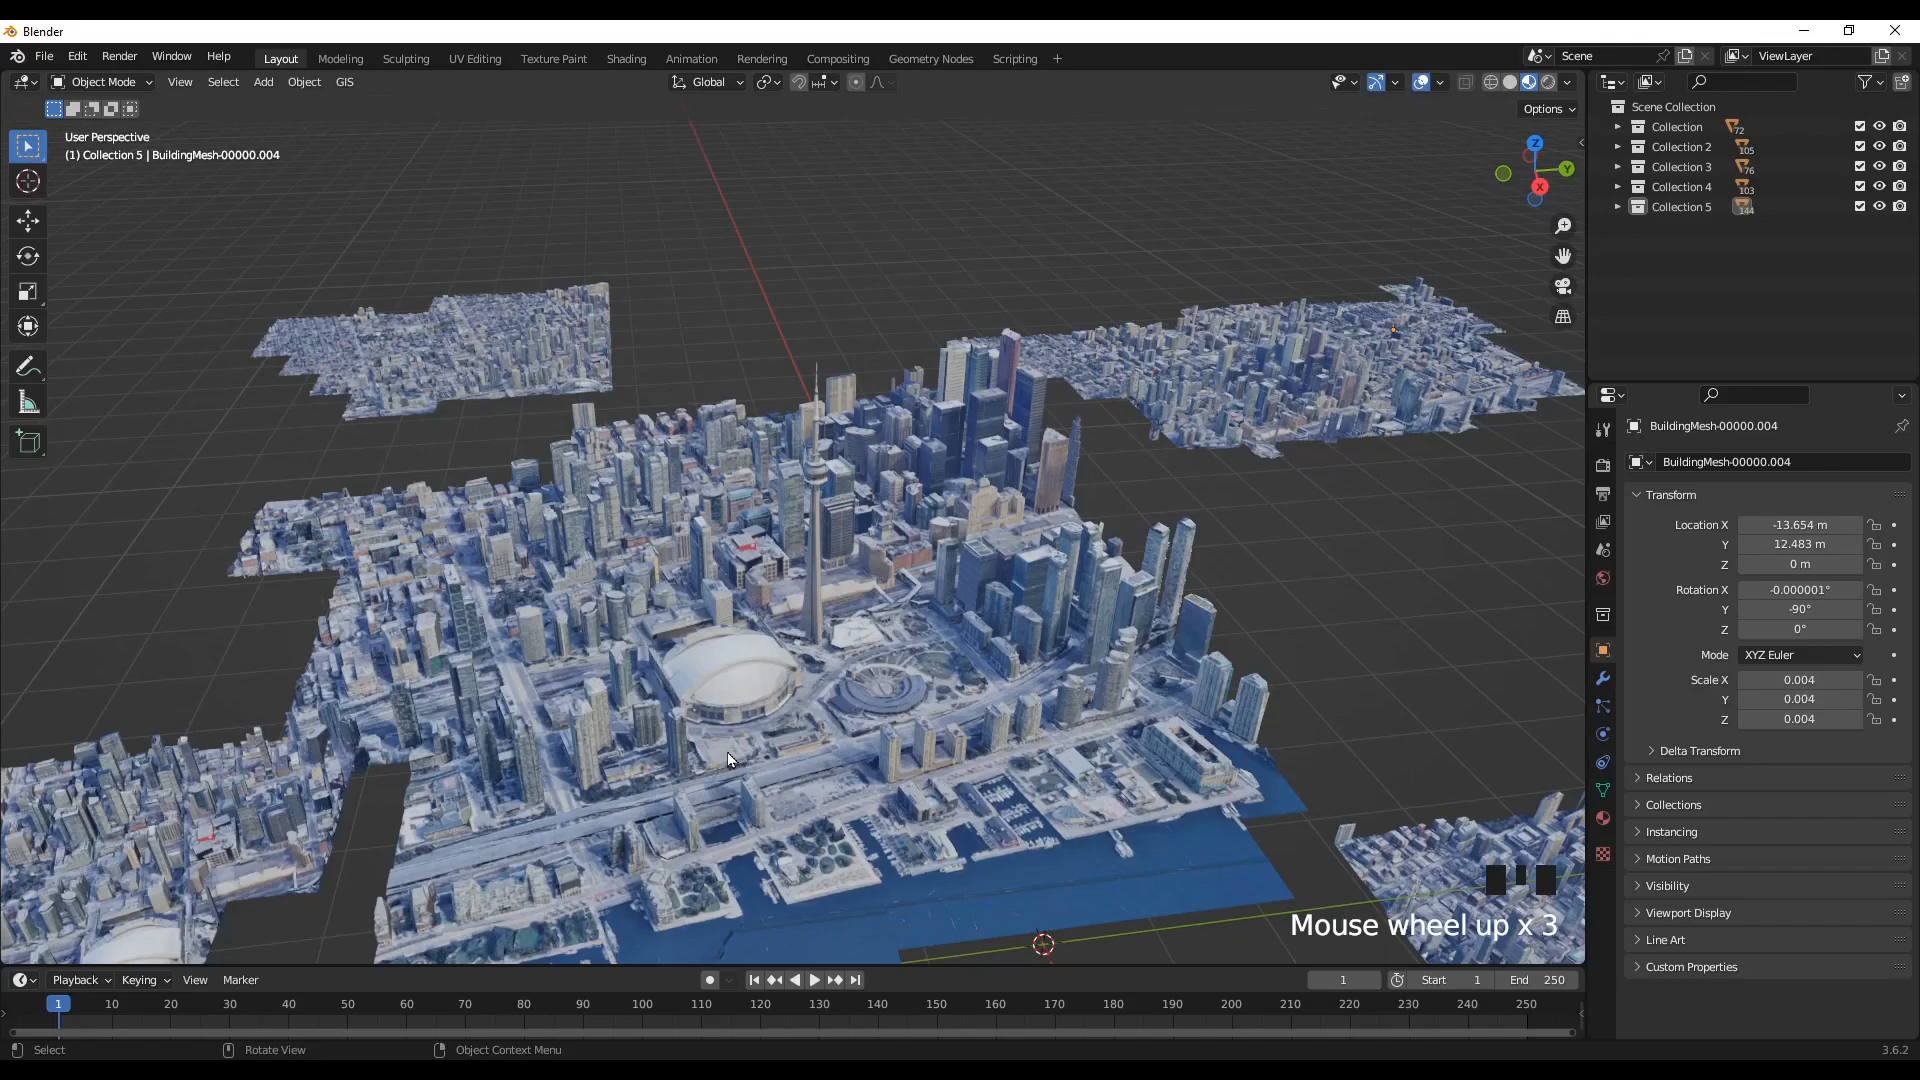 Blender
File Edit Render Window Help Layout Modeling Sculpting UV Editing Texture Paint Shading Animation Rendering Compositing Geometry Nodes Scripting + Scene ViewLayer
Object Mode View Select Add Object GIS Global
Options
User Perspective
(1) Collection 5 | BuildingMesh-00000.004
Z
Y
X
Scene Collection
Collection 72
Collection 2 105
Collection 3 76
Collection 4 103
Collection 5 144
BuildingMesh-00000.004
BuildingMesh-00000.004
Transform
Location X -13.654 m
Y 12.483 m
Z 0 m
Rotation X -0.000001°
Y -90°
Z 0°
Mode XYZ Euler
Scale X 0.004
Y 0.004
Z 0.004
Delta Transform
Relations
Collections
Instancing
Motion Paths
Visibility
Viewport Display
Line Art
Custom Properties
Mouse wheel up x 3
Playback Keying View Marker 1 Start 1 End 250
1 10 20 30 40 50 60 70 80 90 100 110 120 130 140 150 160 170 180 190 200 210 220 230 240 250
Select Rotate View Object Context Menu 3.6.2